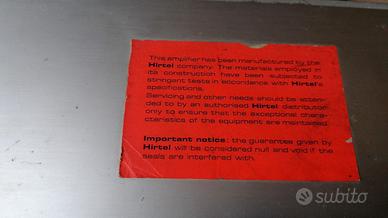 This amplifier has been manufactured by the
Hirtel company. The materials employed in
its construction have been subjected to
stringent tests in accordance with Hirtel's
specifications.
Servicing and other needs should be atten-
ded to by an authorised Hirtel distributor
only to ensure that the exceptional chara-
cteristics of the equipment are maintained.
Important notice: the guarantee given by
Hirtel will be considered null and void if the
seals are interfered with.
subito